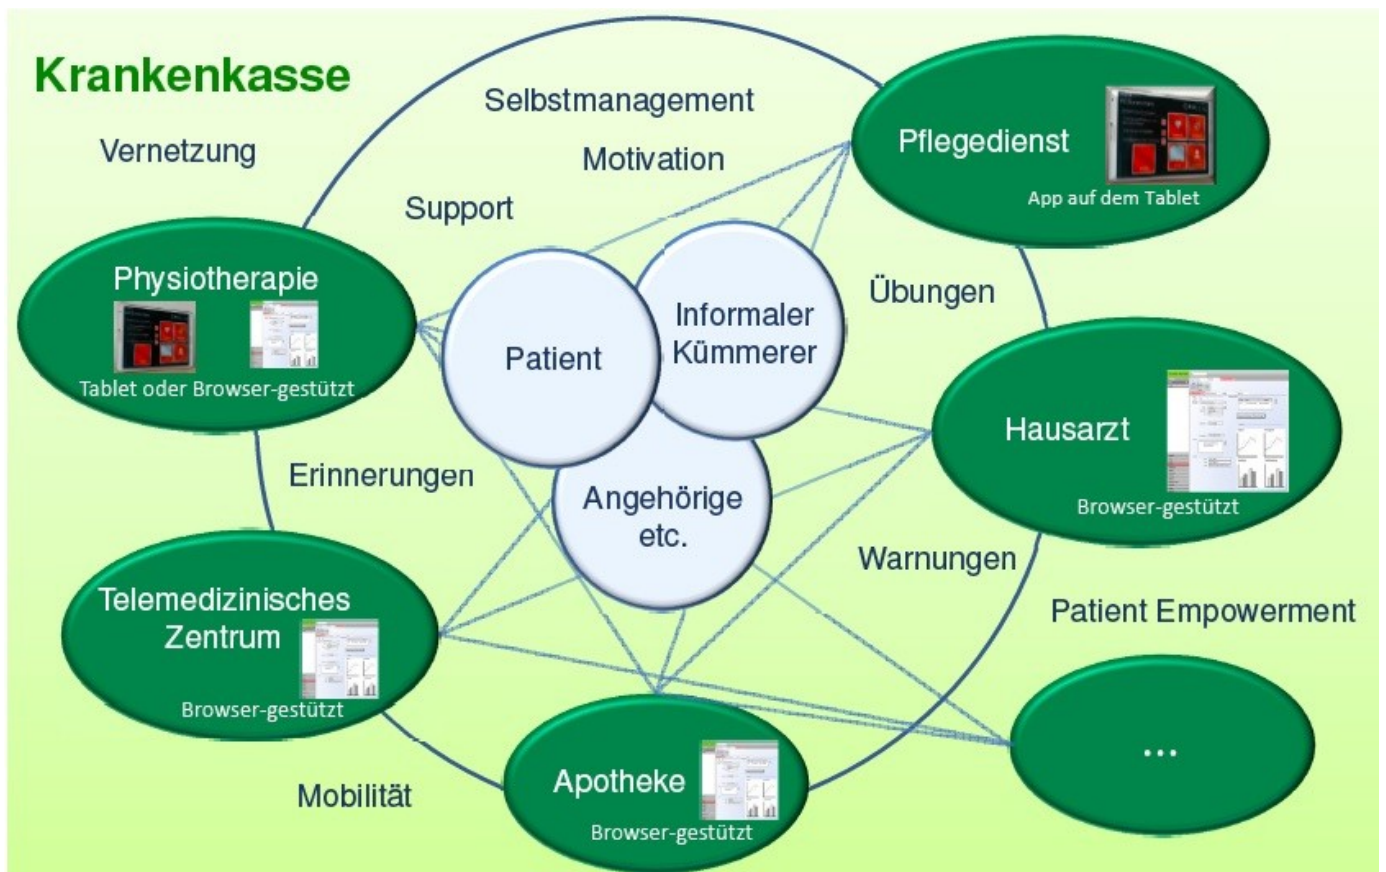 Krankenkasse
Selbstmanagement
Vernetzung
Motivation
Support
Pflegedienst
App auf dem Tablet
Physiotherapie
Tablet oder Browser-gestützt
Patient
Informaler
Kümmerer
Übungen
Hausarzt
Browser-gestützt
Erinnerungen
Angehörige
etc.
Warnungen
Telemedizinisches
Zentrum
Browser-gestützt
Patient Empowerment
Mobilität
Apotheke
Browser-gestützt
...